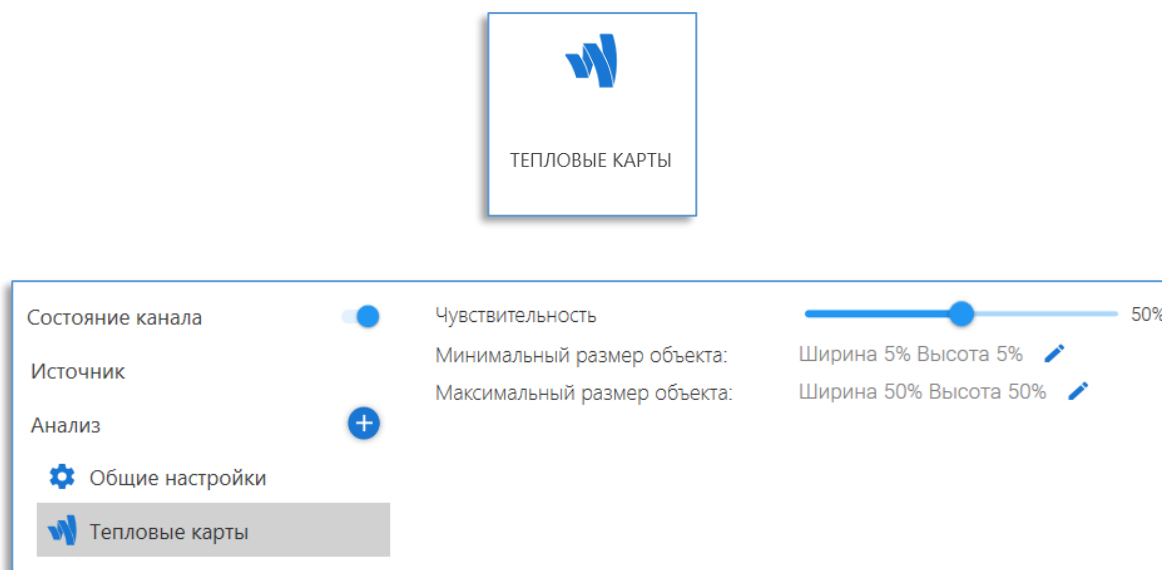 ТЕПЛОВЫЕ КАРТЫ
Состояние канала
Источник
Анализ
Общие настройки
Тепловые карты
Чувствительность 50%
Минимальный размер объекта: Ширина 5% Высота 5%
Максимальный размер объекта: Ширина 50% Высота 50%